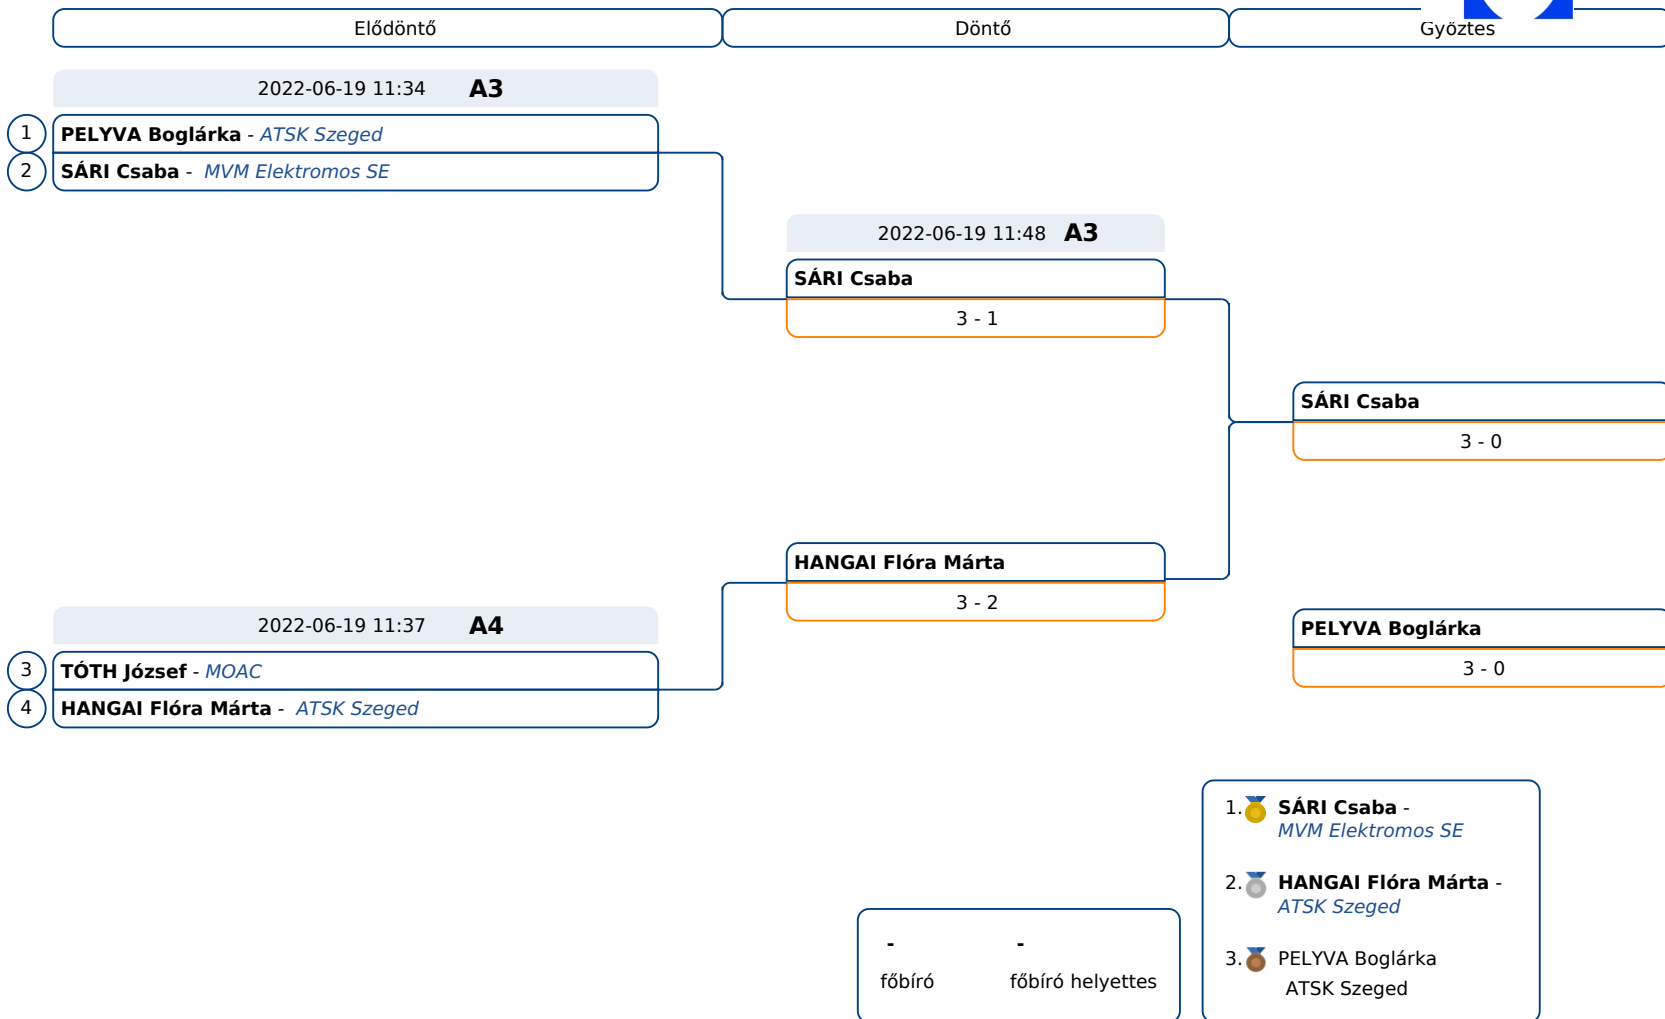 Elődöntő
Döntő
Győztes
2022-06-19 11:34 A3
1 PELYVA Boglárka - ATSK Szeged
2 SÁRI Csaba - MVM Elektromos SE
2022-06-19 11:48 A3
SÁRI Csaba
3 - 1
SÁRI Csaba
3 - 0
HANGAI Flóra Márta
3 - 2
2022-06-19 11:37 A4
3 TÓTH József - MOAC
4 HANGAI Flóra Márta - ATSK Szeged
PELYVA Boglárka
3 - 0
1. SÁRI Csaba -
MVM Elektromos SE
2. HANGAI Flóra Márta -
ATSK Szeged
3. PELYVA Boglárka
ATSK Szeged
- -
főbíró főbíró helyettes